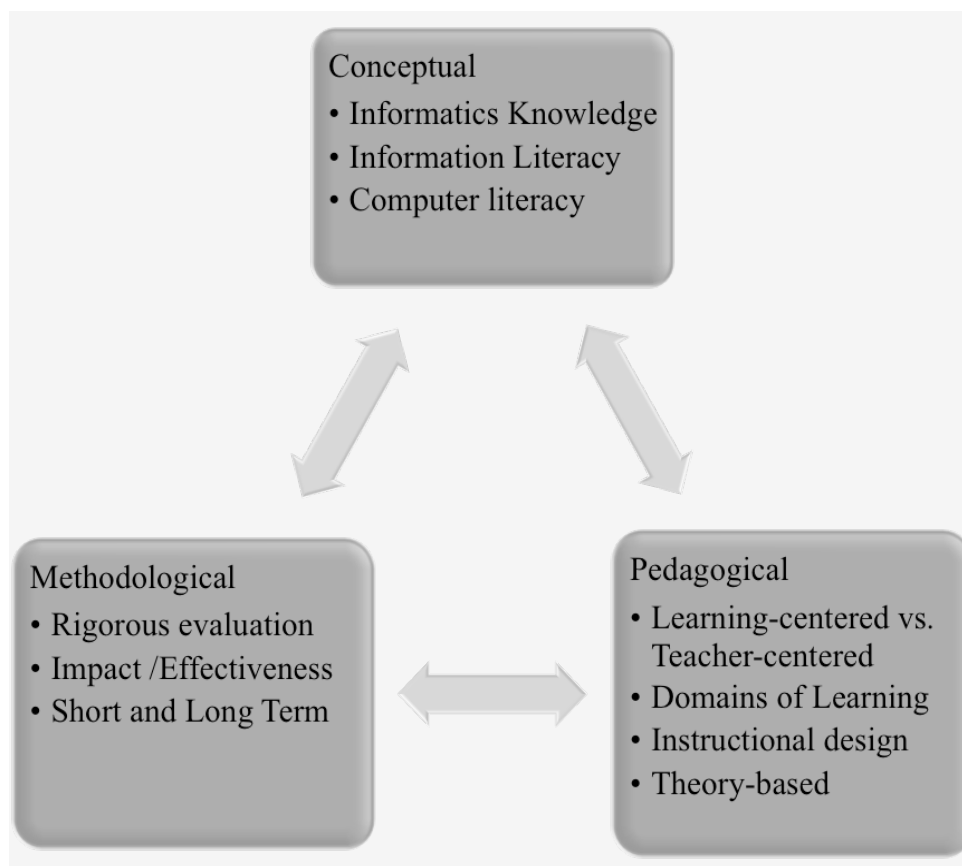 Conceptual
• Informatics Knowledge
• Information Literacy
• Computer literacy
Methodological
• Rigorous evaluation
• Impact /Effectiveness
• Short and Long Term
Pedagogical
• Learning-centered vs.
Teacher-centered
• Domains of Learning
• Instructional design
• Theory-based